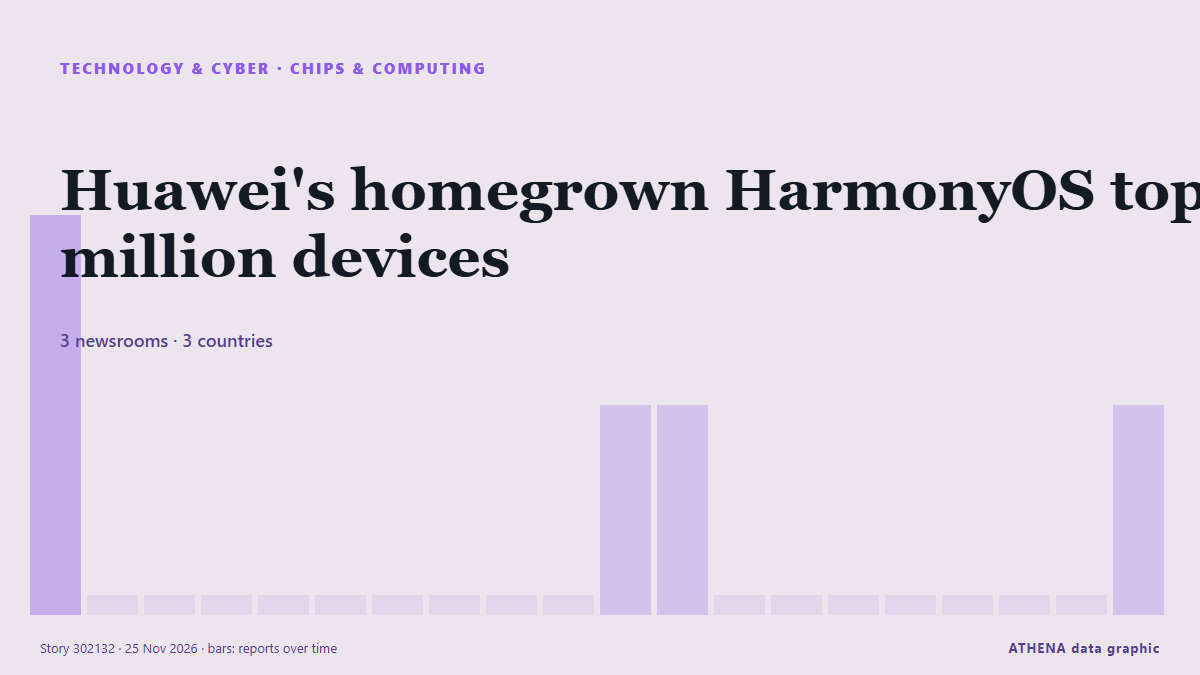 TECHNOLOGY & CYBER · CHIPS & COMPUTING
Huawei's homegrown HarmonyOS top
million devices
3 newsrooms · 3 countries
Story 302132 · 25 Nov 2026 · bars: reports over time
ATHENA data graphic